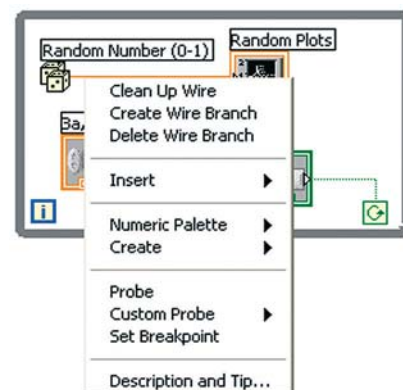 Random Number (0-1)
Random Plots
Ba
Clean Up Wire
Create Wire Branch
Delete Wire Branch
Insert
Numeric Palette
Create
Probe
Custom Probe
Set Breakpoint
Description and Tip...
i